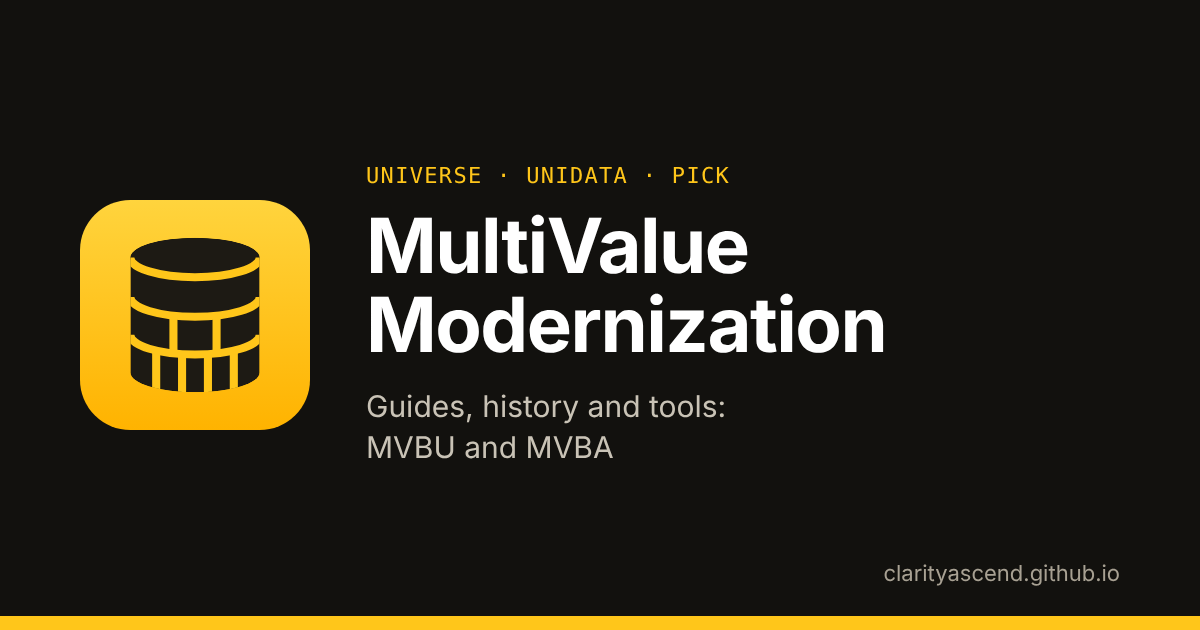 UNIVERSE · UNIDATA · PICK
MultiValue
Modernization
Guides, history and tools:
MVBU and MVBA
clarityascend.github.io